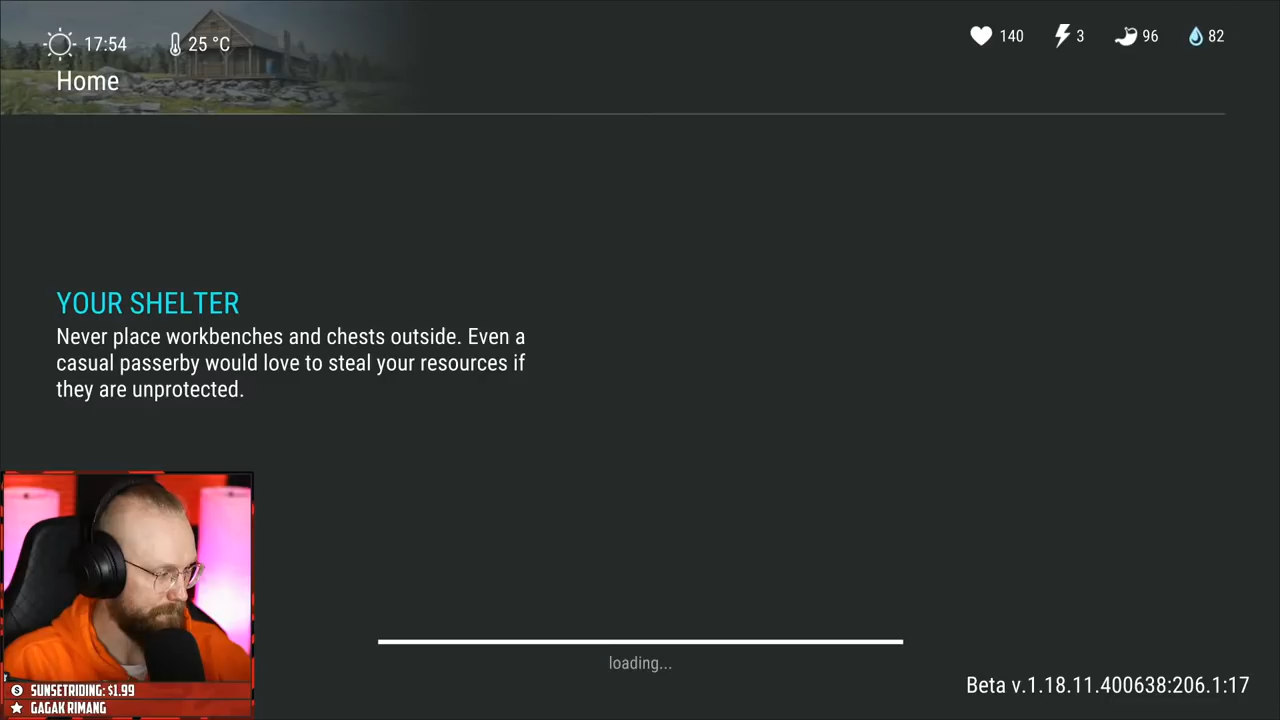 17:54 25 °C
Home
140 3 96 82
YOUR SHELTER
Never place workbenches and chests outside. Even a
casual passerby would love to steal your resources if
they are unprotected.
loading...
SUNSETRIDING: $1.99
GAGAK RIMANG
Beta v.1.18.11.400638:206.1:17